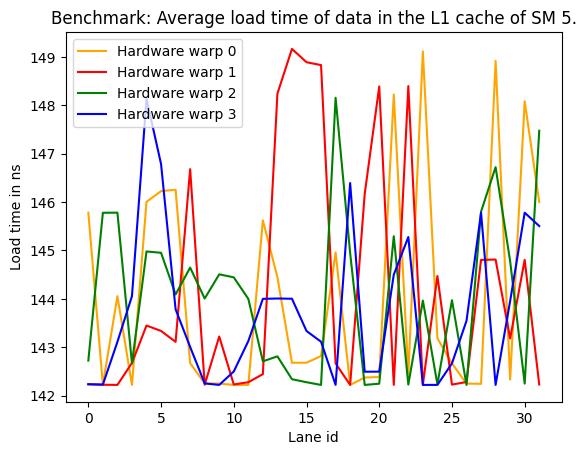 Benchmark: Average load time of data in the L1 cache of SM 5.
Hardware warp 0
Hardware warp 1
Hardware warp 2
Hardware warp 3
Load time in ns
149
148
147
146
145
144
143
142
0 5 10 15 20 25 30
Lane id